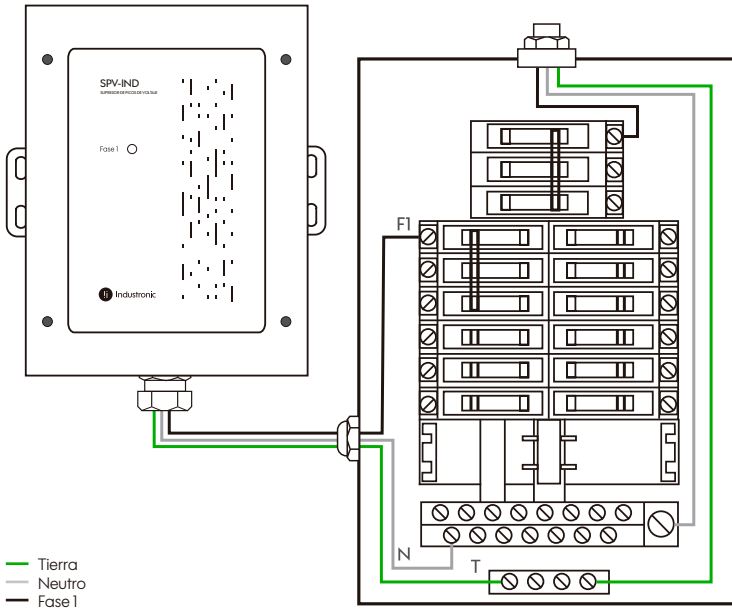 SPV-IND
SUPRESOR DE PICOS DE VOLTAJE
Fase 1
Industronic
F1
N
T
Tierra
Neutro
Fase 1